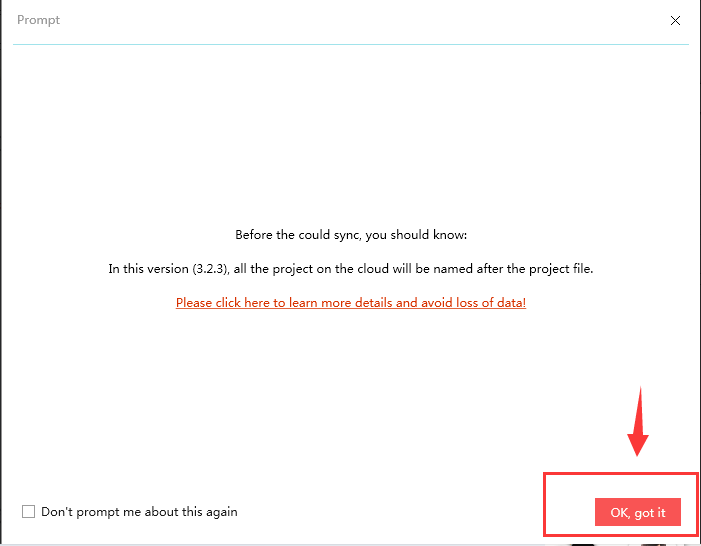 Prompt
Before the could sync, you should know:
In this version (3.2.3), all the project on the cloud will be named after the project file.
Please click here to learn more details and avoid loss of data!
Don't prompt me about this again
OK, got it